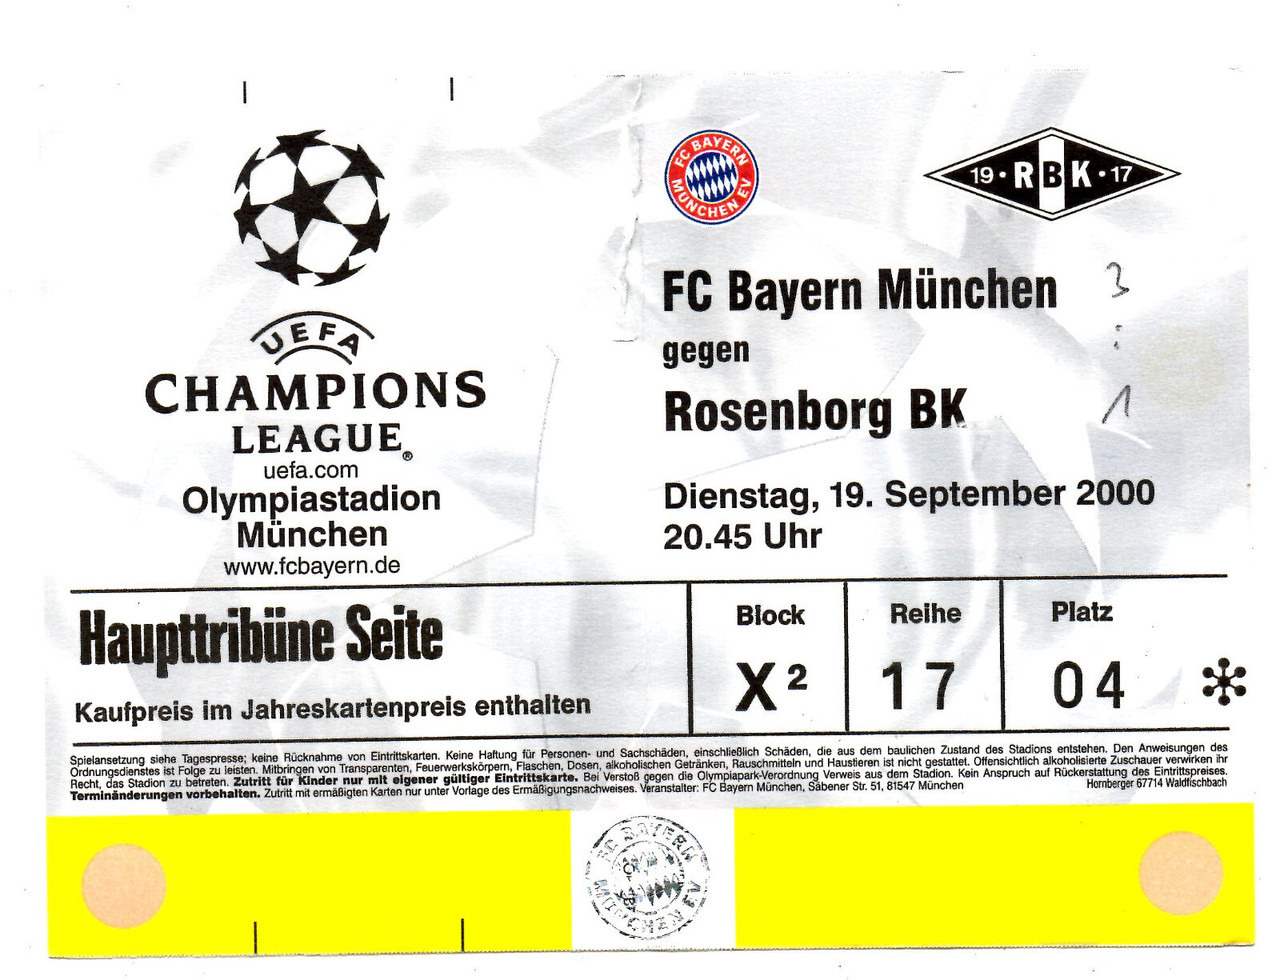 UEFA
CHAMPIONS
LEAGUE®
uefa.com
Olympiastadion
München
www.fcbayern.de
FC BAYERN
MÜNCHEN EV
19·RBK·17
FC Bayern München 3
gegen :
Rosenborg BK 1
Dienstag, 19. September 2000
20.45 Uhr
Haupttribüne Seite
Kaufpreis im Jahreskartenpreis enthalten
Block
X²
Reihe
17
Platz
04
Spielansetzung siehe Tagespresse; keine Rücknahme von Eintrittskarten. Keine Haftung für Personen- und Sachschäden, einschließlich Schäden, die aus dem baulichen Zustand des Stadions entstehen. Den Anweisungen des
Ordnungsdienstes ist Folge zu leisten. Mitbringen von Transparenten, Feuerwerkskörpern, Flaschen, Dosen, alkoholischen Getränken, Rauschmitteln und Haustieren ist nicht gestattet. Offensichtlich alkoholisierte Zuschauer verwirken ihr
Recht, das Stadion zu betreten. Zutritt für Kinder nur mit eigener gültiger Eintrittskarte. Bei Verstoß gegen die Olympiapark-Verordnung Verweis aus dem Stadion. Kein Anspruch auf Rückerstattung des Eintrittspreises.
Terminänderungen vorbehalten. Zutritt mit ermäßigten Karten nur unter Vorlage des Ermäßigungsnachweises. Veranstalter: FC Bayern München, Säbener Str. 51, 81547 München
Hornberger 67714 Waldfischbach
FC BAYERN
MÜNCHEN EV